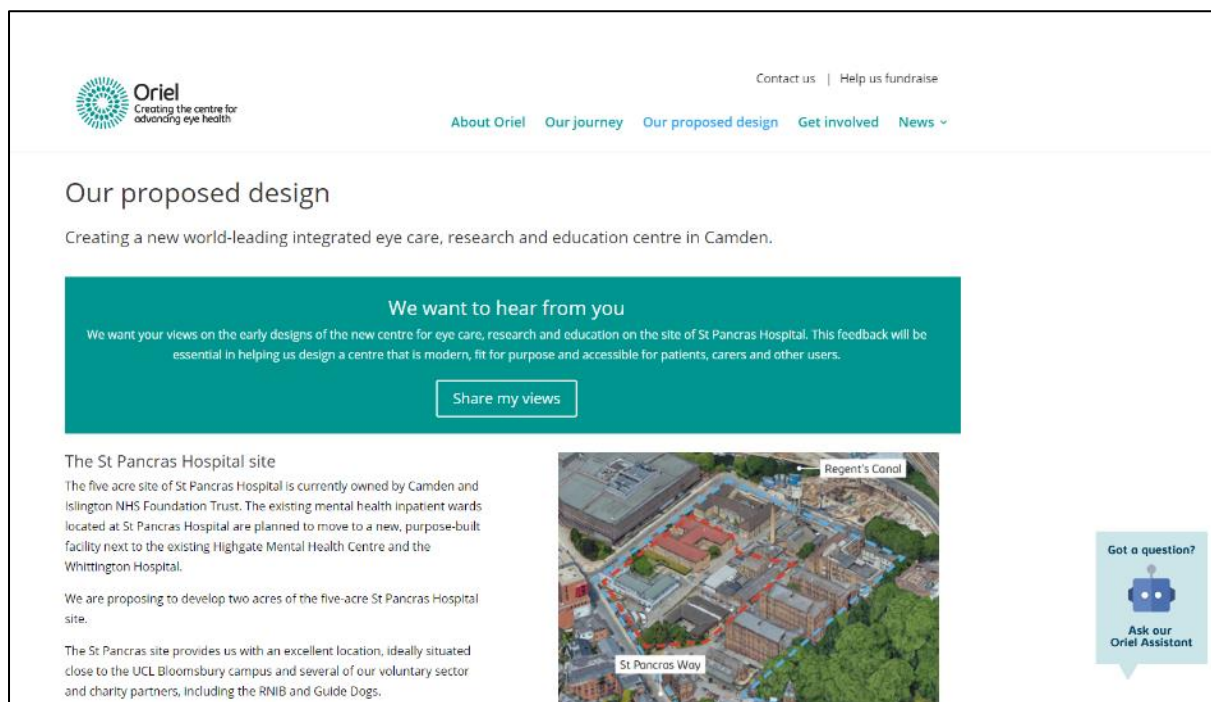 Oriel
Creating the centre for
advancing eye health
Contact us | Help us fundraise
About Oriel Our journey Our proposed design Get involved News
Our proposed design
Creating a new world-leading integrated eye care, research and education centre in Camden.
We want to hear from you
We want your views on the early designs of the new centre for eye care, research and education on the site of St Pancras Hospital. This feedback will be
essential in helping us design a centre that is modern, fit for purpose and accessible for patients, carers and other users.
Share my views
The St Pancras Hospital site
The five acre site of St Pancras Hospital is currently owned by Camden and
Islington NHS Foundation Trust. The existing mental health inpatient wards
located at St Pancras Hospital are planned to move to a new, purpose-built
facility next to the existing Highgate Mental Health Centre and the
Whittington Hospital.
We are proposing to develop two acres of the five-acre St Pancras Hospital
site.
The St Pancras site provides us with an excellent location, ideally situated
close to the UCL Bloomsbury campus and several of our voluntary sector
and charity partners, including the RNIB and Guide Dogs.
Regent's Canal
St Pancras Way
Got a question?
Ask our
Oriel Assistant